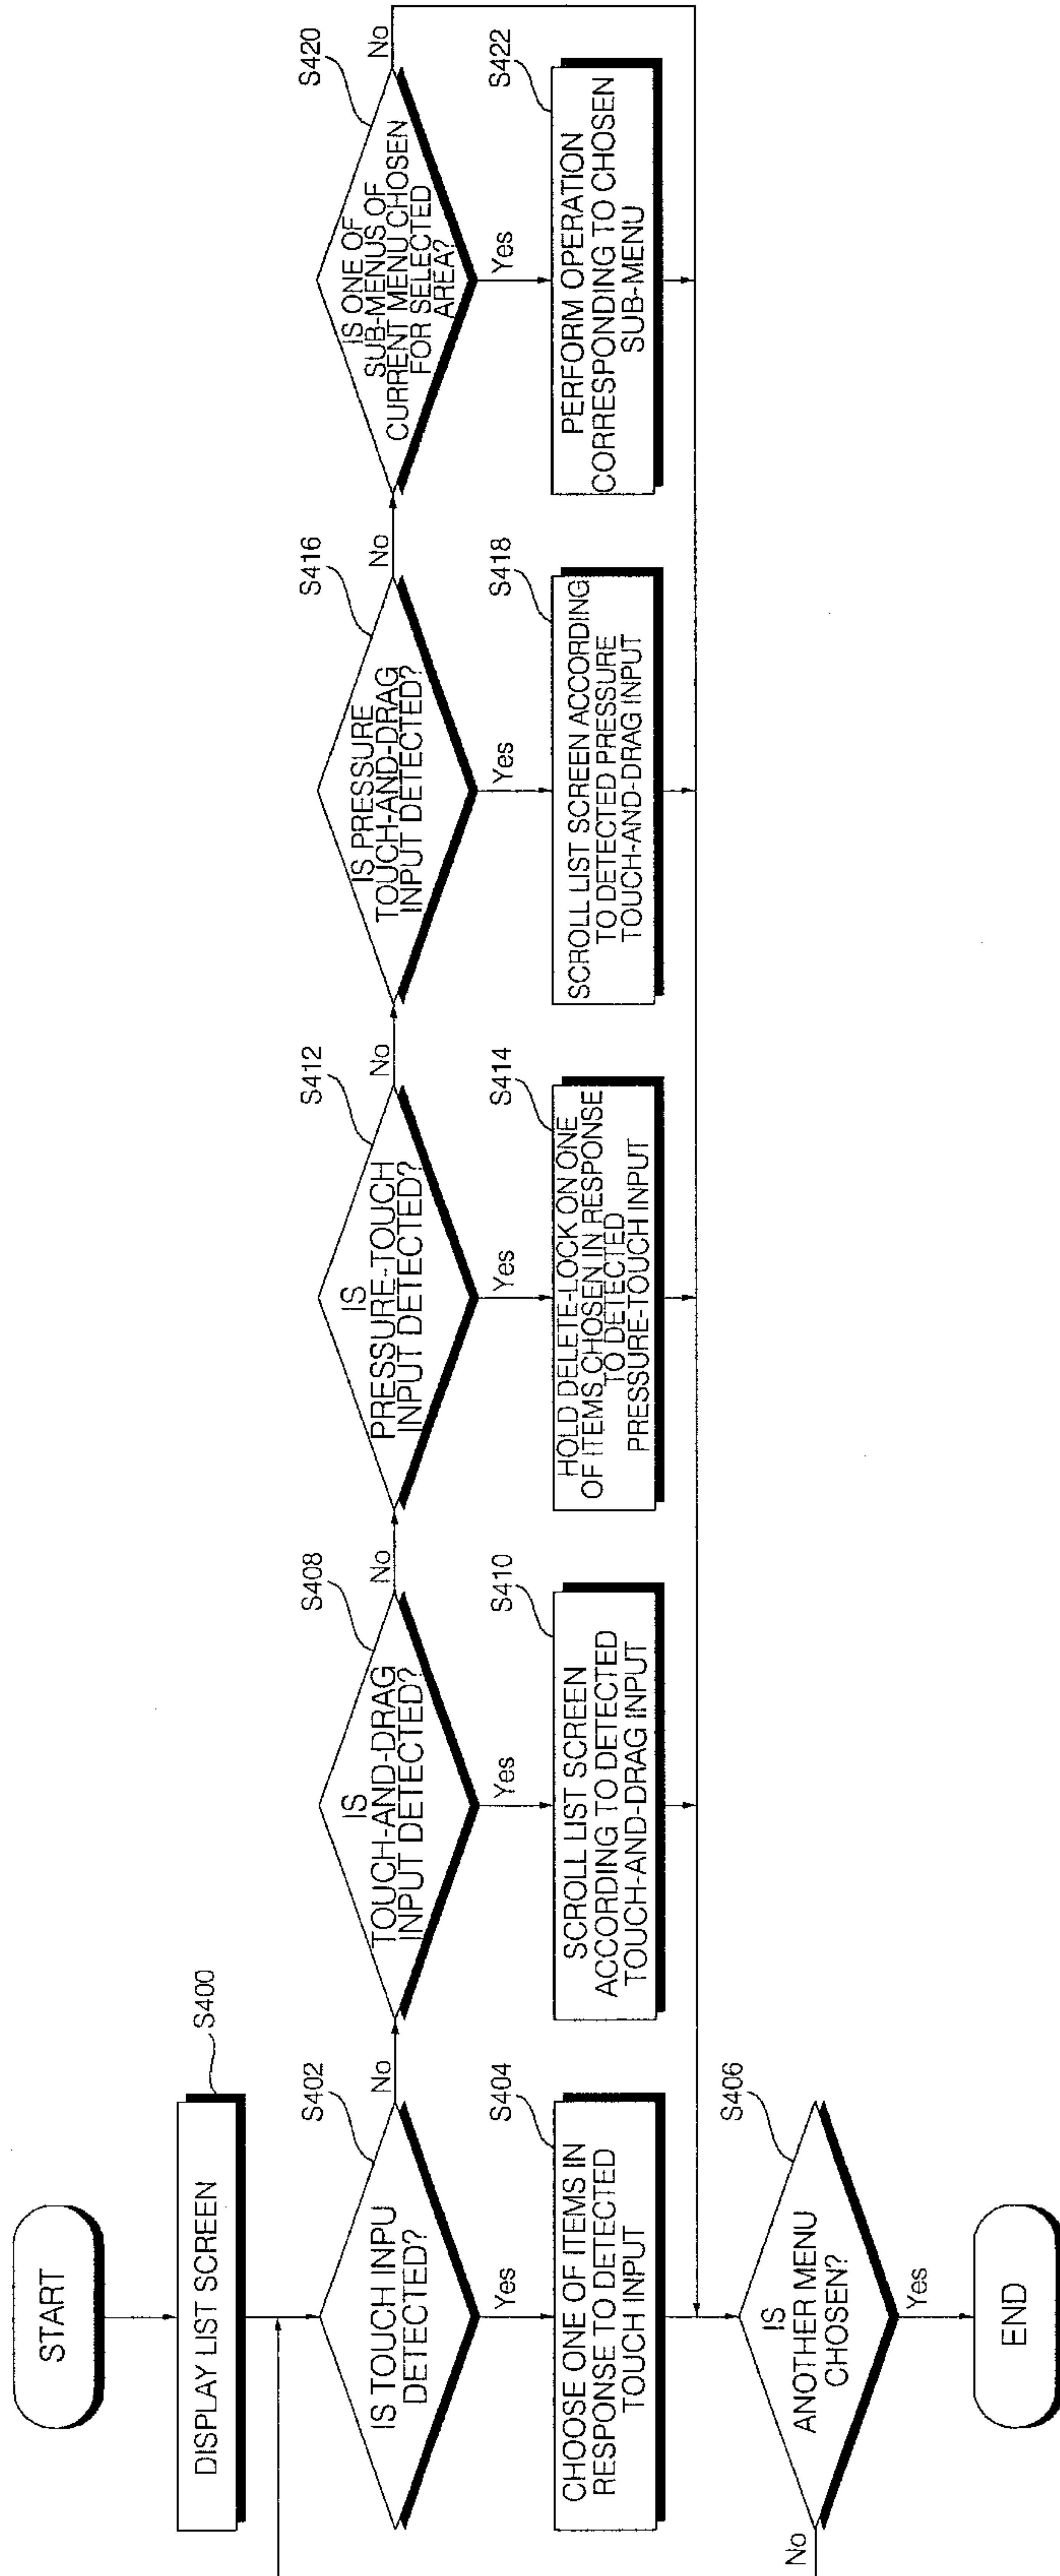 START
DISPLAY LIST SCREEN
S400
IS TOUCH INPU
DETECTED?
S402
No
Yes
CHOOSE ONE OF ITEMS IN
RESPONSE TO DETECTED
TOUCH INPUT
S404
IS
ANOTHER MENU
CHOSEN?
S406
No
Yes
END
IS
TOUCH-AND-DRAG
INPUT DETECTED?
S408
No
Yes
SCROLL LIST SCREEN
ACCORDING TO DETECTED
TOUCH-AND-DRAG INPUT
S410
IS
PRESSURE-TOUCH
INPUT DETECTED?
S412
No
Yes
HOLD DELETE-LOCK ON ONE
OF ITEMS CHOSEN IN RESPONSE
TO DETECTED
PRESSURE-TOUCH INPUT
S414
IS PRESSURE
TOUCH-AND-DRAG
INPUT DETECTED?
S416
No
Yes
SCROLL LIST SCREEN ACCORDING
TO DETECTED PRESSURE
TOUCH-AND-DRAG INPUT
S418
IS ONE OF
SUB-MENUS OF
CURRENT MENU CHOSEN
FOR SELECTED
AREA?
S420
No
Yes
PERFORM OPERATION
CORRESPONDING TO CHOSEN
SUB-MENU
S422